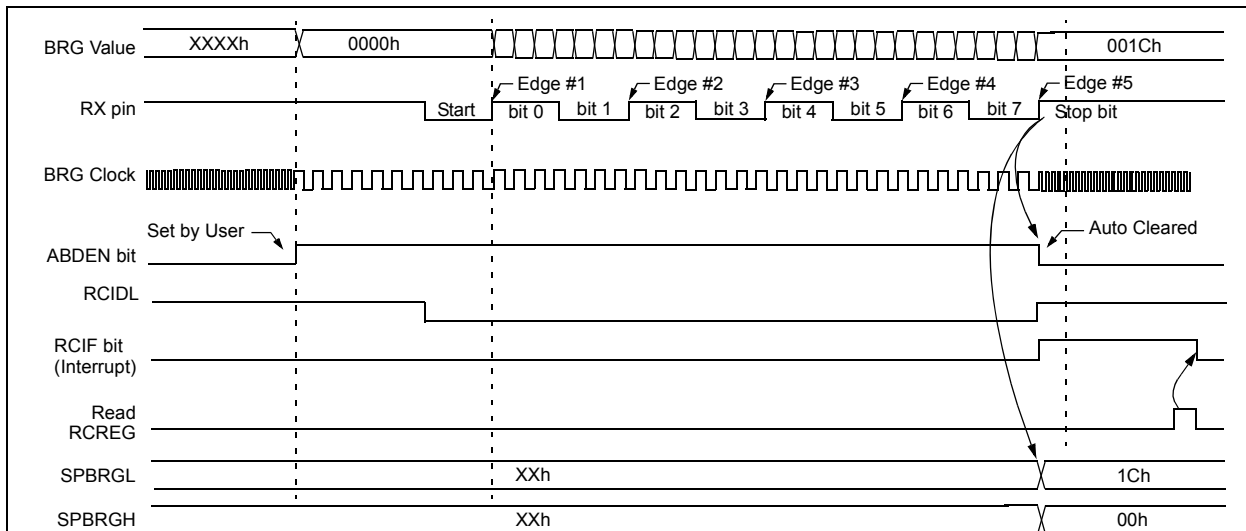 BRG Value XXXXh 0000h 001Ch
Edge #1 Edge #2 Edge #3 Edge #4 Edge #5
RX pin Start bit 0 bit 1 bit 2 bit 3 bit 4 bit 5 bit 6 bit 7 Stop bit
BRG Clock
Set by User Auto Cleared
ABDEN bit
RCIDL
RCIF bit
(Interrupt)
Read
RCREG
SPBRGL XXh 1Ch
SPBRGH XXh 00h